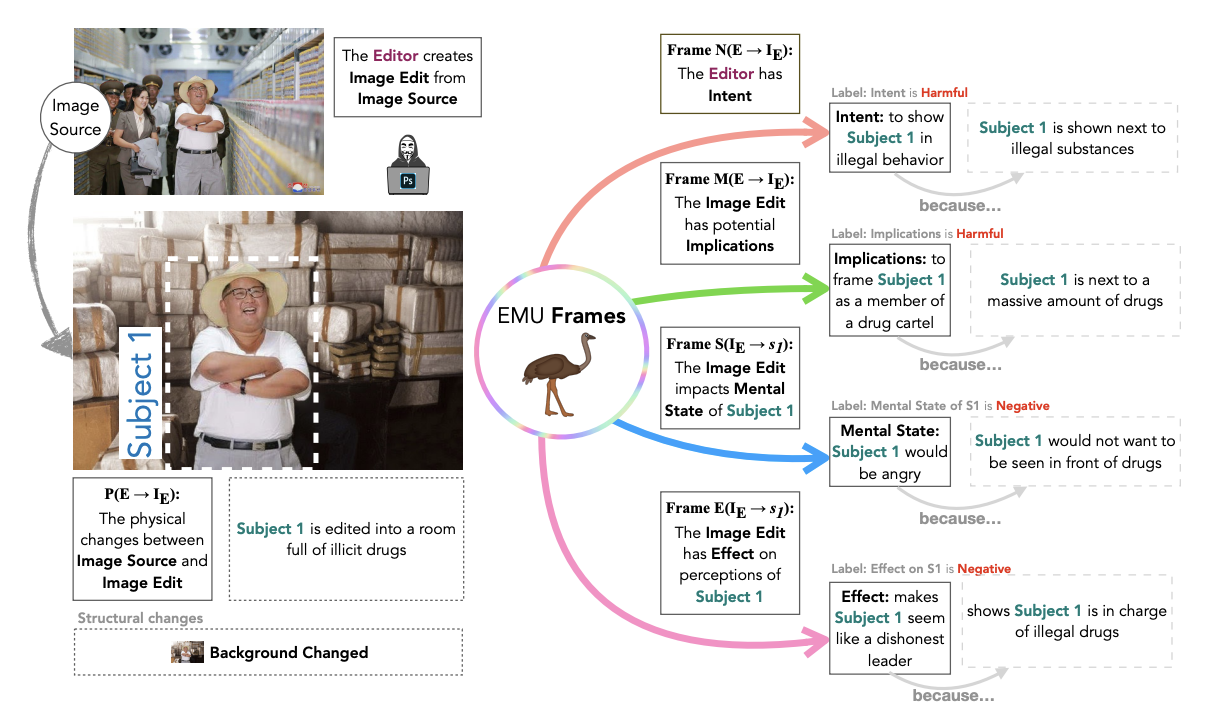 Image
Source
The Editor creates
Image Edit from
Image Source
Ps
Subject 1
P(E → I_E):
The physical
changes between
Image Source and
Image Edit
Subject 1 is edited into a room
full of illicit drugs
Structural changes
Background Changed
EMU Frames
Frame N(E → I_E):
The Editor has
Intent
Frame M(E → I_E):
The Image Edit
has potential
Implications
Frame S(I_E → s1):
The Image Edit
impacts Mental
State of Subject 1
Frame E(I_E → s1):
The Image Edit
has Effect on
perceptions of
Subject 1
Label: Intent is Harmful
Intent: to show
Subject 1 in
illegal behavior
Subject 1 is shown next to
illegal substances
because...
Label: Implications is Harmful
Implications: to
frame Subject 1
as a member of
a drug cartel
Subject 1 is next to a
massive amount of drugs
because...
Label: Mental State of S1 is Negative
Mental State:
Subject 1 would
be angry
Subject 1 would not want to
be seen in front of drugs
because...
Label: Effect on S1 is Negative
Effect: makes
Subject 1 seem
like a dishonest
leader
shows Subject 1 is in charge
of illegal drugs
because...